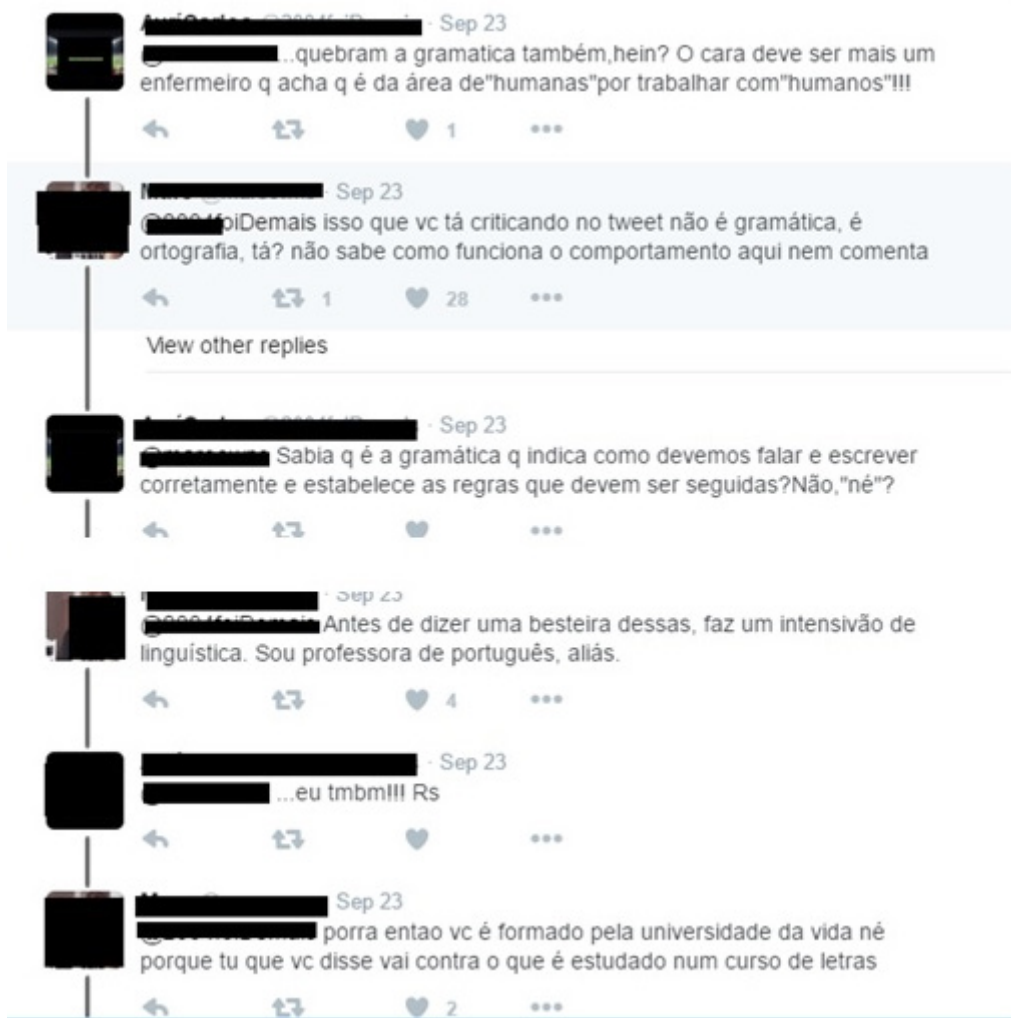 Sep 23
...quebram a gramatica também,hein? O cara deve ser mais um
enfermeiro q acha q é da área de"humanas"por trabalhar com"humanos"!!!
1
Sep 23
foiDemais isso que vc tá criticando no tweet não é gramática, é
ortografia, tá? não sabe como funciona o comportamento aqui nem comenta
1 28
View other replies
Sep 23
Sabia q é a gramática q indica como devemos falar e escrever
corretamente e estabelece as regras que devem ser seguidas?Não,"né"?
Sep 23
Antes de dizer uma besteira dessas, faz um intensivão de
linguística. Sou professora de português, aliás.
4
Sep 23
...eu tmbm!!! Rs
Sep 23
porra entao vc é formado pela universidade da vida né
porque tu que vc disse vai contra o que é estudado num curso de letras
2